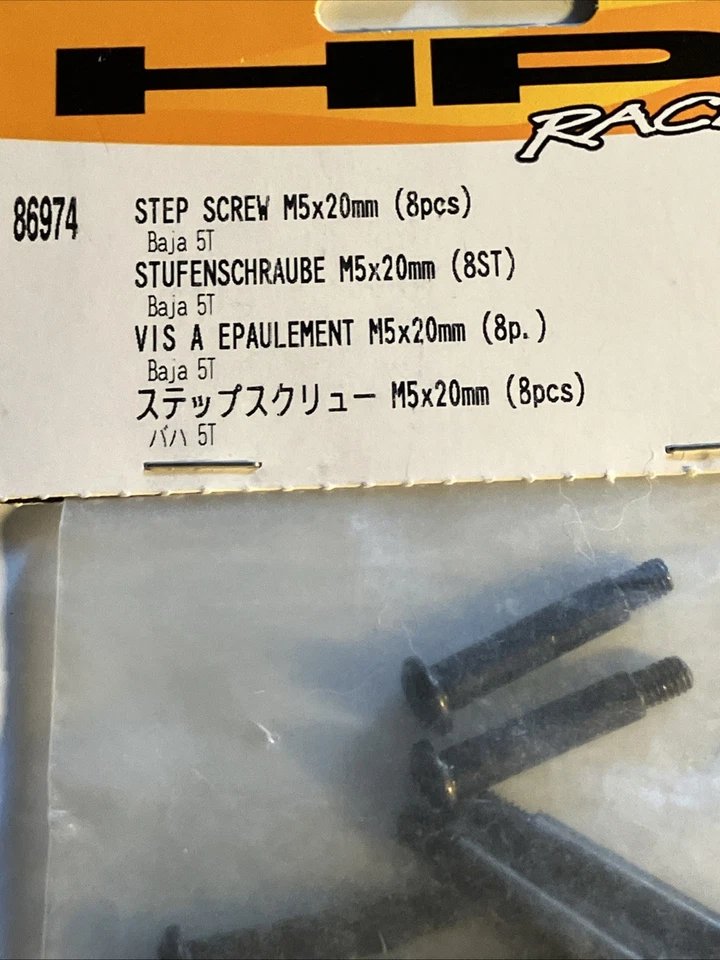 HP
RAC
86974
STEP SCREW M5x20mm (8pcs)
Baja 5T
STUFENSCHRAUBE M5x20mm (8ST)
Baja 5T
VIS A EPAULEMENT M5x20mm (8p.)
Baja 5T
ステップスクリュー M5x20mm (8pcs)
バハ 5T